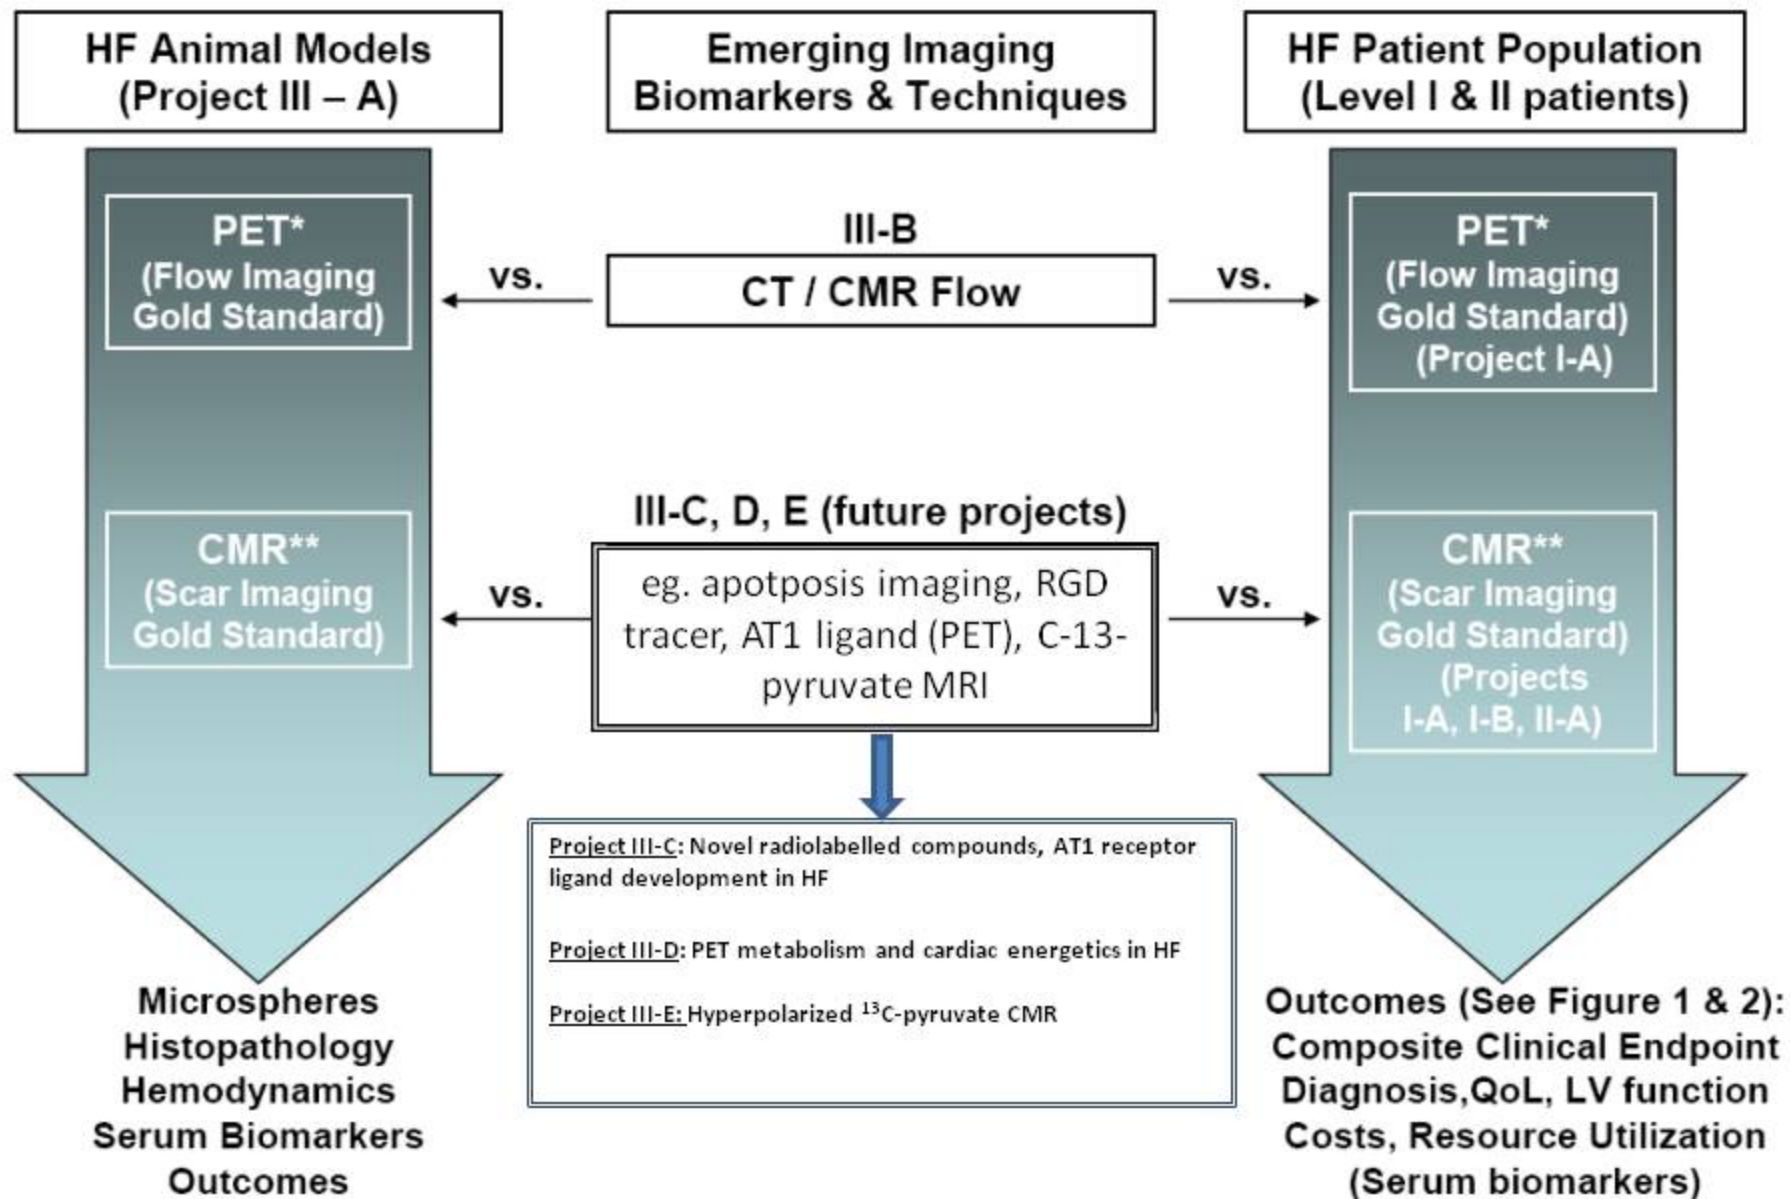 HF Animal Models
(Project III – A)
Emerging Imaging
Biomarkers & Techniques
HF Patient Population
(Level I & II patients)
PET*
(Flow Imaging
Gold Standard)
vs.
III-B
CT / CMR Flow
vs.
PET*
(Flow Imaging
Gold Standard)
(Project I-A)
CMR**
(Scar Imaging
Gold Standard)
vs.
III-C, D, E (future projects)
eg. apotposis imaging, RGD
tracer, AT1 ligand (PET), C-13-
pyruvate MRI
vs.
CMR**
(Scar Imaging
Gold Standard)
(Projects
I-A, I-B, II-A)
Project III-C: Novel radiolabelled compounds, AT1 receptor
ligand development in HF
Project III-D: PET metabolism and cardiac energetics in HF
Project III-E: Hyperpolarized ¹³C-pyruvate CMR
Microspheres
Histopathology
Hemodynamics
Serum Biomarkers
Outcomes
Outcomes (See Figure 1 & 2):
Composite Clinical Endpoint
Diagnosis,QoL, LV function
Costs, Resource Utilization
(Serum biomarkers)